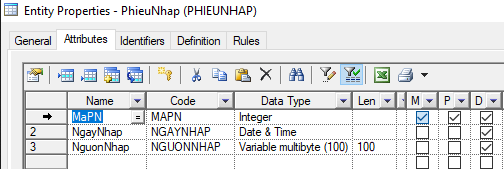 Entity Properties - PhieuNhap (PHIEUNHAP)
General Attributes Identifiers Definition Rules
Name Code Data Type Len M P D
MaPN = MAPN Integer
2 NgayNhap NGAYNHAP Date & Time
3 NguonNhap NGUONNHAP Variable multibyte (100) 100